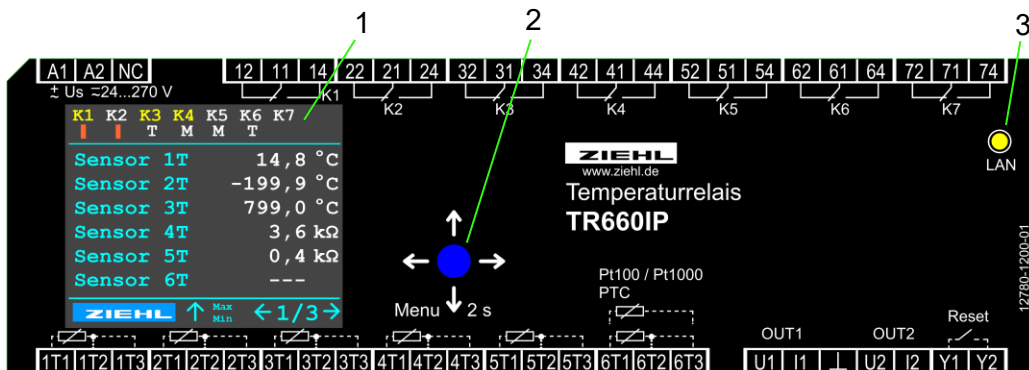 1 2 3
A1 A2 NC 12 11 14 22 21 24 32 31 34 42 41 44 52 51 54 62 61 64 72 71 74
± Us ≂24...270 V
K1 K2 K3 K4 K5 K6 K7
K1 K2 K3 K4 K5 K6 K7
T M M T
Sensor 1T 14,8 °C
Sensor 2T -199,9 °C
Sensor 3T 799,0 °C
Sensor 4T 3,6 kΩ
Sensor 5T 0,4 kΩ
Sensor 6T ---
ZIEHL ↑ Max Min ←1/3→
ZIEHL
www.ziehl.de
Temperaturrelais
TR660IP
LAN
12780-1200-01
Menu 2 s
Pt100 / Pt1000
PTC
OUT1 OUT2 Reset
1T1 1T2 1T3 2T1 2T2 2T3 3T1 3T2 3T3 4T1 4T2 4T3 5T1 5T2 5T3 6T1 6T2 6T3 U1 I1 ⊥ U2 I2 Y1 Y2